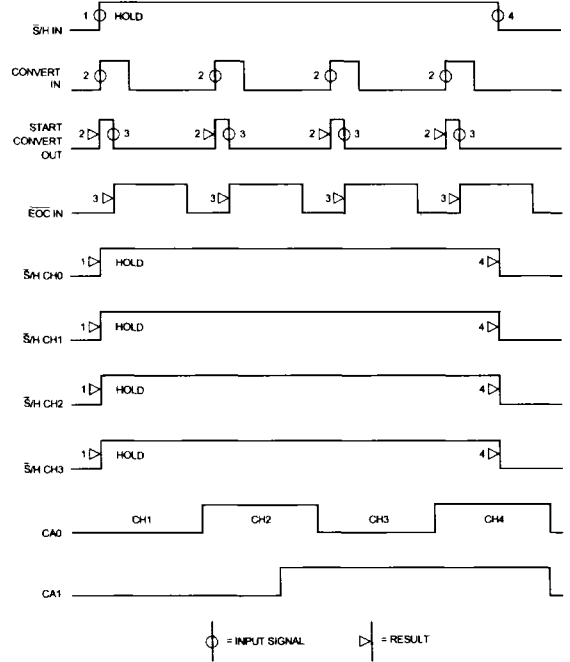 1 HOLD 4
S̅/H IN
CONVERT
IN
2 2 2 2
START
CONVERT
OUT
2 3 2 3 2 3 2 3
E̅O̅C̅ IN
3 3 3 3
S̅/H CH0
1 HOLD 4
S̅/H CH1
1 HOLD 4
S̅/H CH2
1 HOLD 4
S̅/H CH3
1 HOLD 4
CA0
CH1 CH2 CH3 CH4
CA1
= INPUT SIGNAL = RESULT